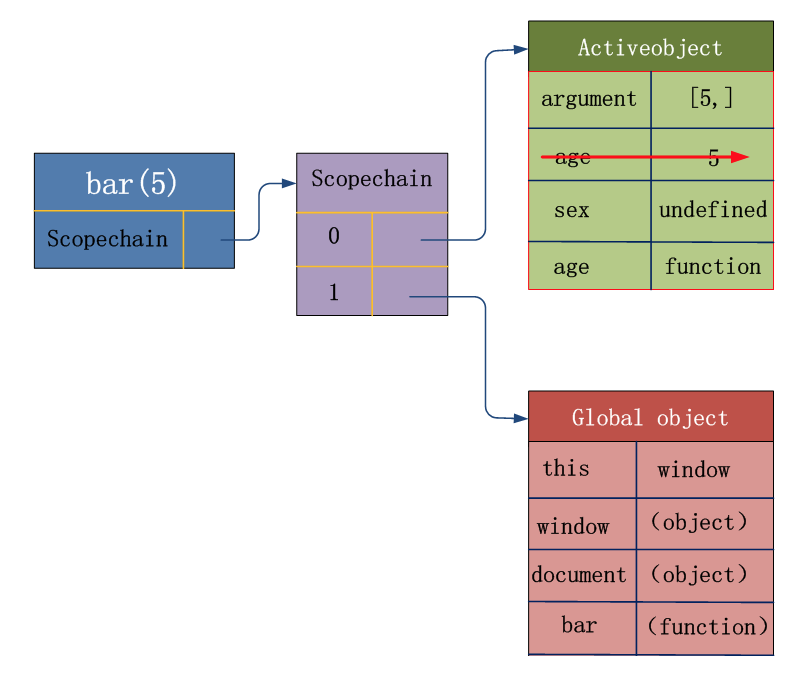 bar(5)
Scopechain
Scopechain
0
1
Activeobject
argument [5,]
age 5
sex undefined
age function
Global object
this window
window (object)
document (object)
bar (function)